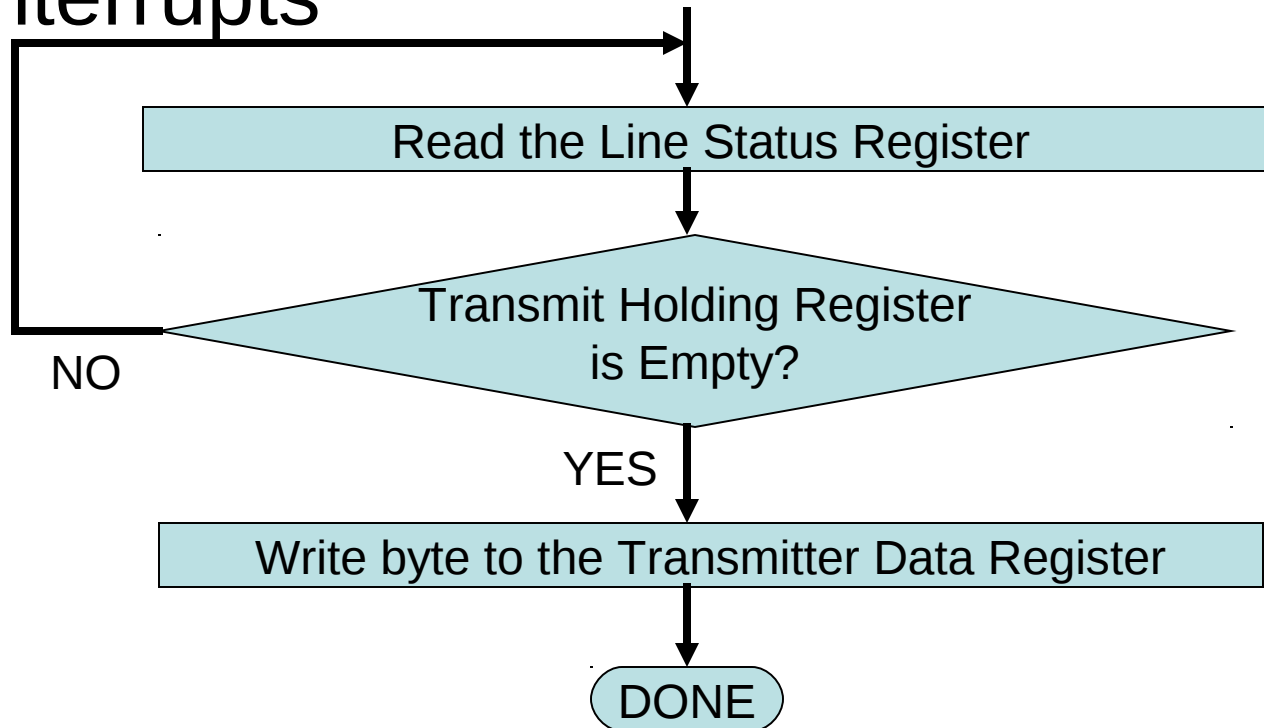 iterrupts
Read the Line Status Register
Transmit Holding Register
is Empty?
NO
YES
Write byte to the Transmitter Data Register
DONE